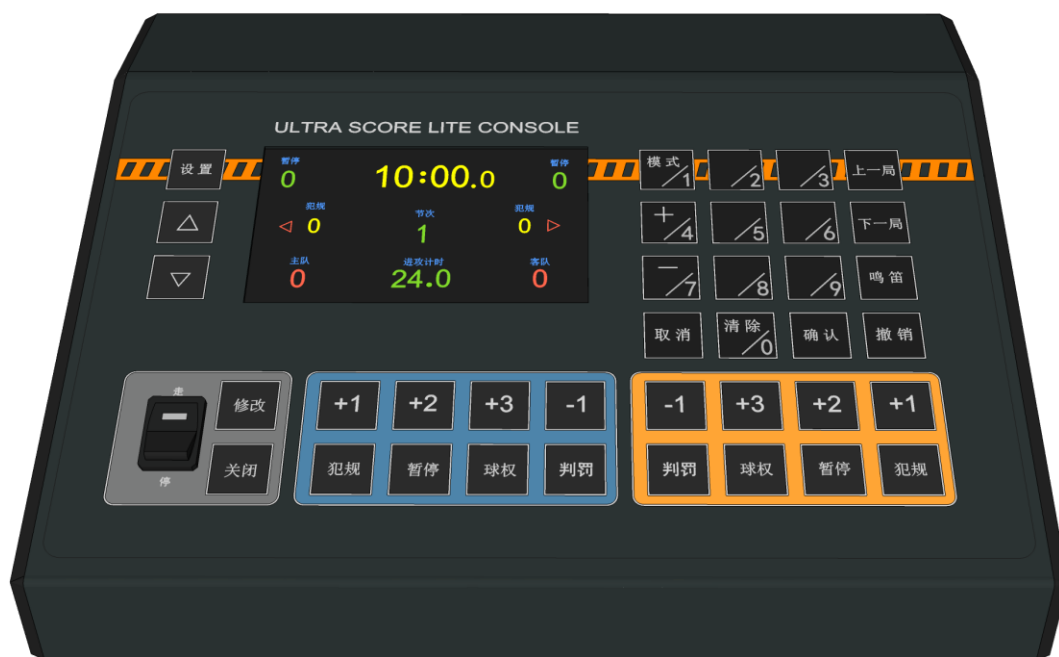 ULTRA SCORE LITE CONSOLE
设置
暂停 暂停
0 10:00.0 0
犯规 节次 犯规
◁ 0 1 0 ▷
主队 进攻计时 客队
0 24.0 0
模式/1 /2 /3 上一局
+/4 /5 /6 下一局
—/7 /8 /9 鸣笛
取消 清除/0 确认 撤销
走
停
修改
关闭
+1 +2 +3 -1
犯规 暂停 球权 判罚
-1 +3 +2 +1
判罚 球权 暂停 犯规